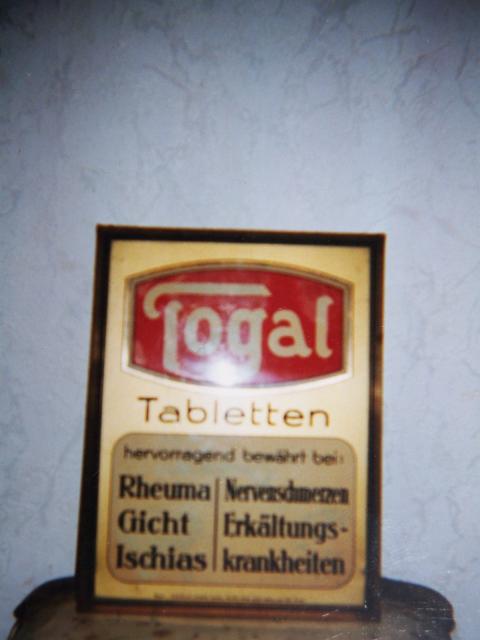 Togal
Tabletten
hervorragend bewährt bei:
Rheuma
Gicht
Ischias
Nervenschmerzen
Erkältungs-
krankheiten